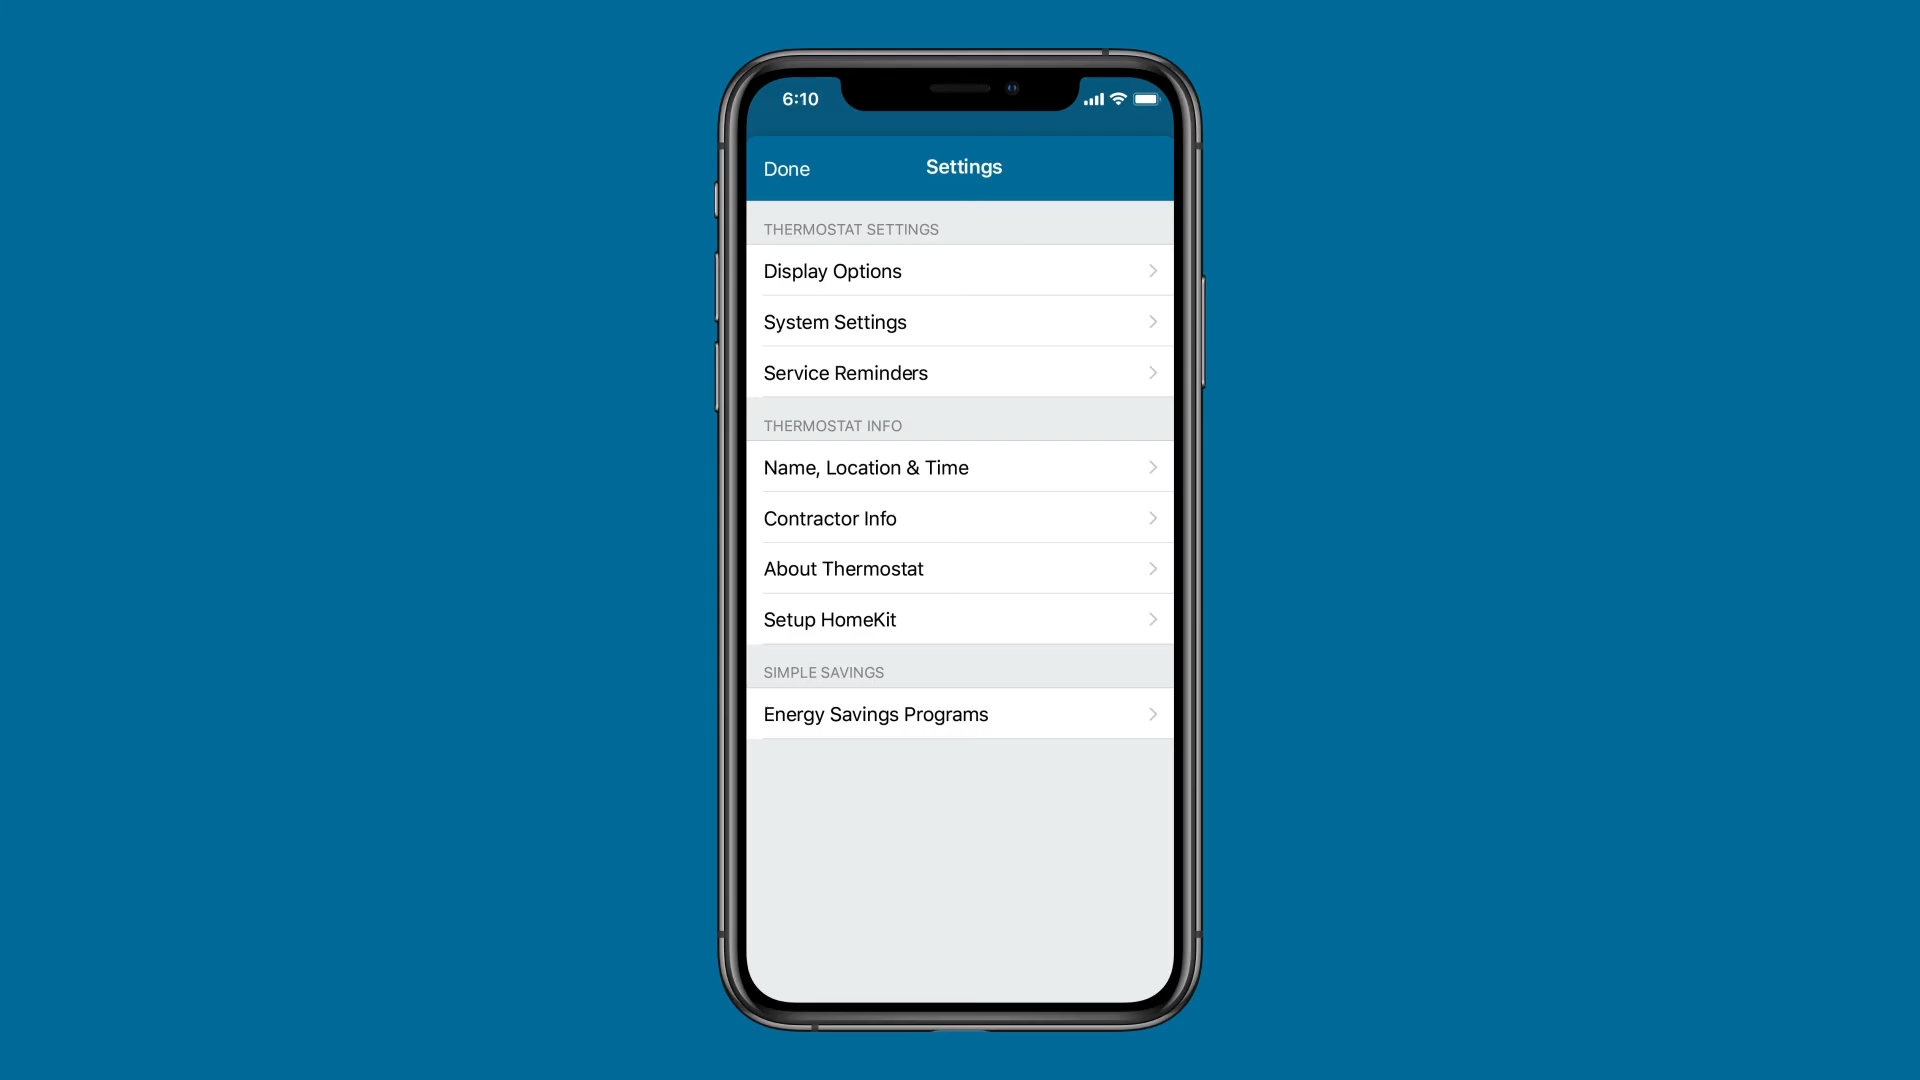 6:10
Done
Settings
THERMOSTAT SETTINGS
Display Options
System Settings
Service Reminders
THERMOSTAT INFO
Name, Location & Time
Contractor Info
About Thermostat
Setup HomeKit
SIMPLE SAVINGS
Energy Savings Programs